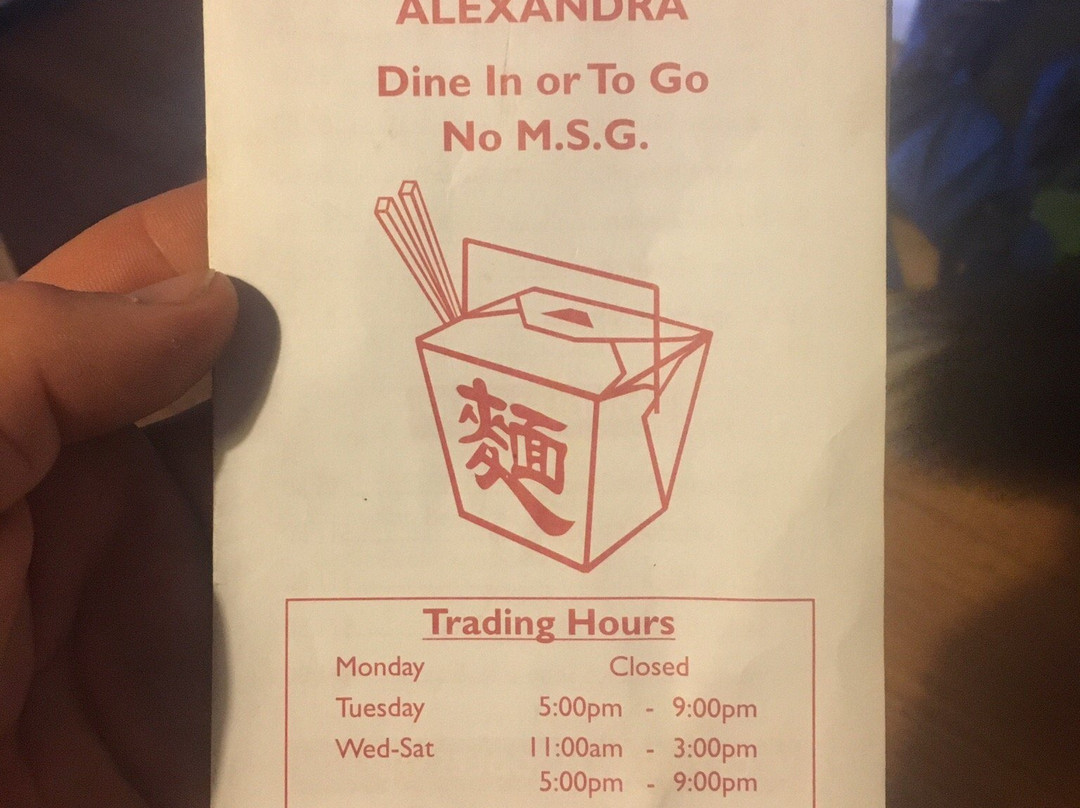 ALEXANDRA
Dine In or To Go
No M.S.G.
麵
Trading Hours
Monday Closed
Tuesday 5:00pm - 9:00pm
Wed-Sat 11:00am - 3:00pm
5:00pm - 9:00pm